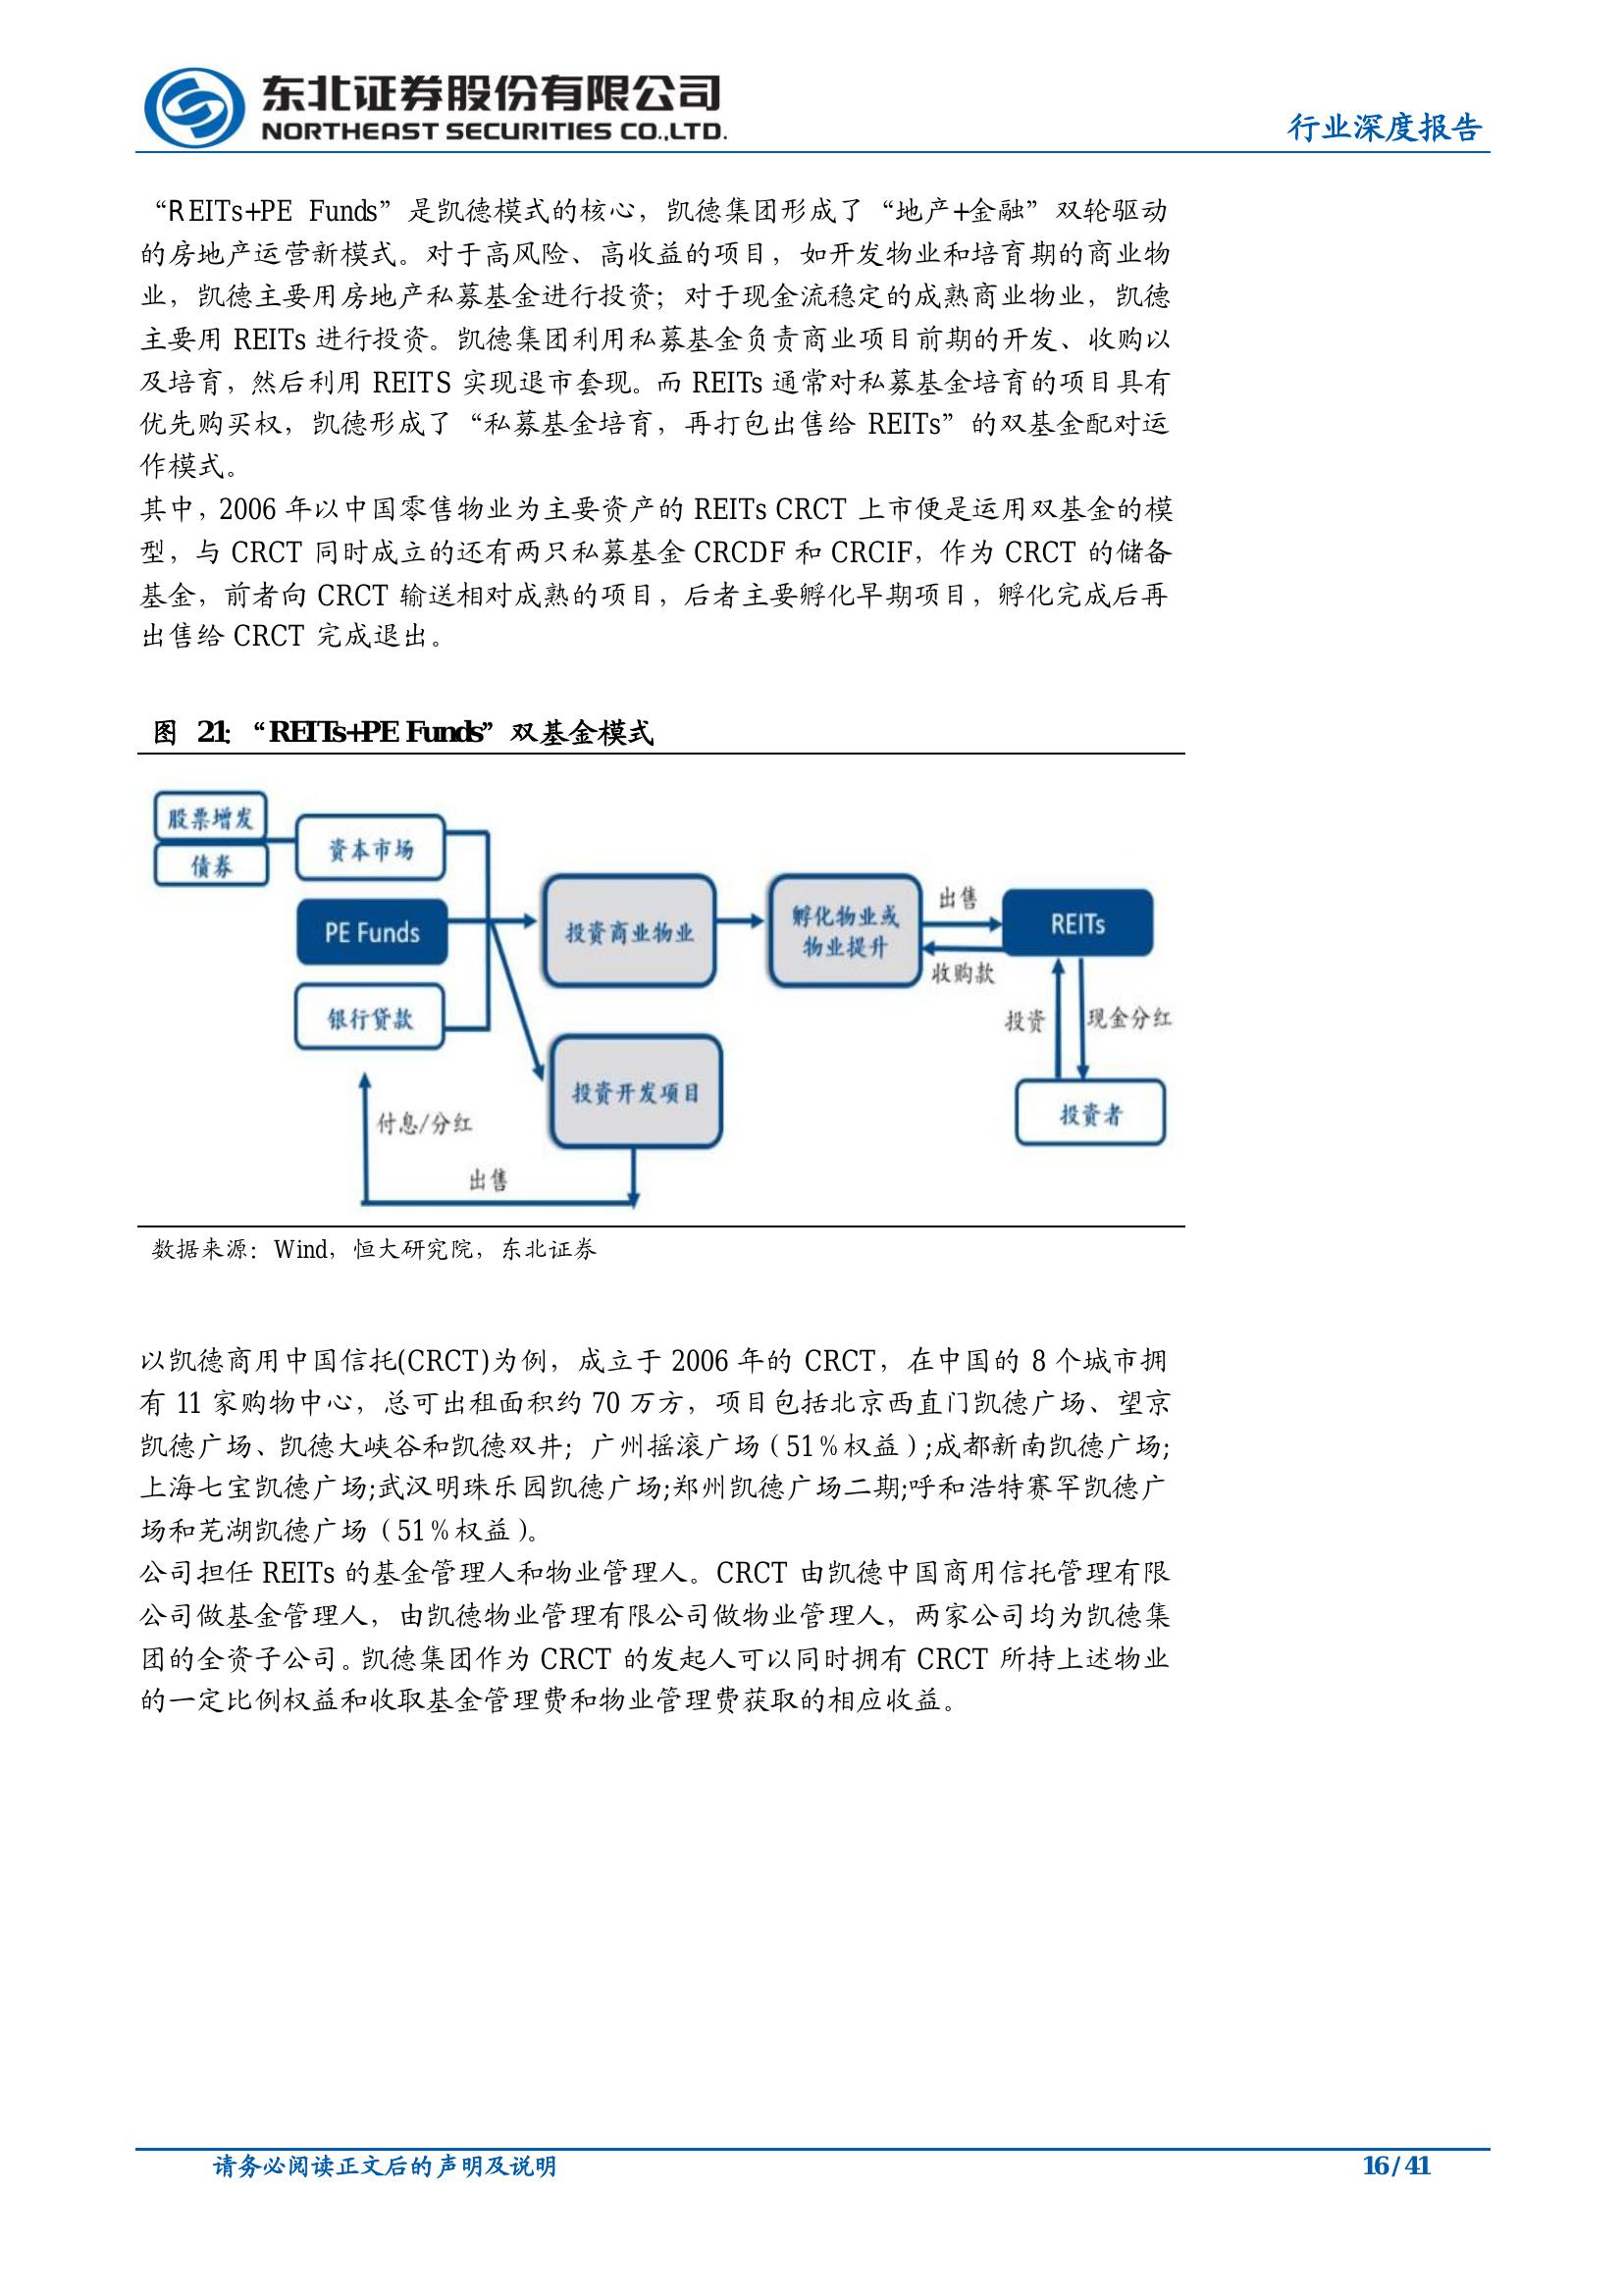 东北证券股份有限公司
NORTHEAST SECURITIES CO.,LTD.
行业深度报告
“REITs+PE Funds”是凯德模式的核心，凯德集团形成了“地产+金融”双轮驱动
的房地产运营新模式。对于高风险、高收益的项目，如开发物业和培育期的商业物
业，凯德主要用房地产私募基金进行投资；对于现金流稳定的成熟商业物业，凯德
主要用 REITs 进行投资。凯德集团利用私募基金负责商业项目前期的开发、收购以
及培育，然后利用 REITS 实现退市套现。而 REITs 通常对私募基金培育的项目具有
优先购买权，凯德形成了“私募基金培育，再打包出售给 REITs”的双基金配对运
作模式。
其中，2006 年以中国零售物业为主要资产的 REITs CRCT 上市便是运用双基金的模
型，与 CRCT 同时成立的还有两只私募基金 CRCDF 和 CRCIF，作为 CRCT 的储备
基金，前者向 CRCT 输送相对成熟的项目，后者主要孵化早期项目，孵化完成后再
出售给 CRCT 完成退出。
图 21：“REITs+PE Funds”双基金模式
股票增发
债券
资本市场
PE Funds
银行贷款
投资商业物业
投资开发项目
孵化物业或
物业提升
出售
收购款
REITs
投资
现金分红
投资者
付息/分红
出售
数据来源：Wind，恒大研究院，东北证券
以凯德商用中国信托(CRCT)为例，成立于 2006 年的 CRCT，在中国的 8 个城市拥
有 11 家购物中心，总可出租面积约 70 万方，项目包括北京西直门凯德广场、望京
凯德广场、凯德大峡谷和凯德双井；广州摇滚广场（51%权益）;成都新南凯德广场;
上海七宝凯德广场;武汉明珠乐园凯德广场;郑州凯德广场二期;呼和浩特赛罕凯德广
场和芜湖凯德广场（51%权益）。
公司担任 REITs 的基金管理人和物业管理人。CRCT 由凯德中国商用信托管理有限
公司做基金管理人，由凯德物业管理有限公司做物业管理人，两家公司均为凯德集
团的全资子公司。凯德集团作为 CRCT 的发起人可以同时拥有 CRCT 所持上述物业
的一定比例权益和收取基金管理费和物业管理费获取的相应收益。
请务必阅读正文后的声明及说明
16 / 41